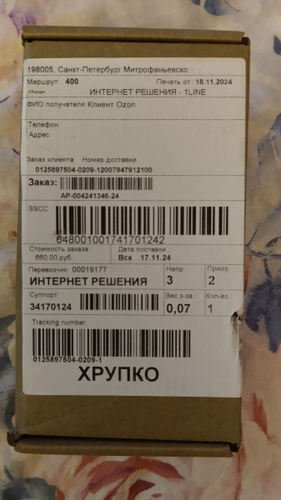 198005, Санкт-Петербург Митрофаньевско
Маршрут: 400 Печать от 18.11.2024
ИНТЕРНЕТ РЕШЕНИЯ - 1LINE
ФИО получателя Клиент Ozon
Телефон
Адрес
Заказ клиента Номер доставки
0125897504-0209-12007947912100
Заказ:
АР-004241346-24
SSCC
648001001741701242
Стоимость заказа Дата поставки
660.00 руб Вск 17.11.24
Перевозчик 00019177 Напр. Приор.
ИНТЕРНЕТ РЕШЕНИЯ 3 2
Суппорт Вес з-за Кол-во
34170124 0,07 1
Tracking number:
0125897504-0209-1
ХРУПКО